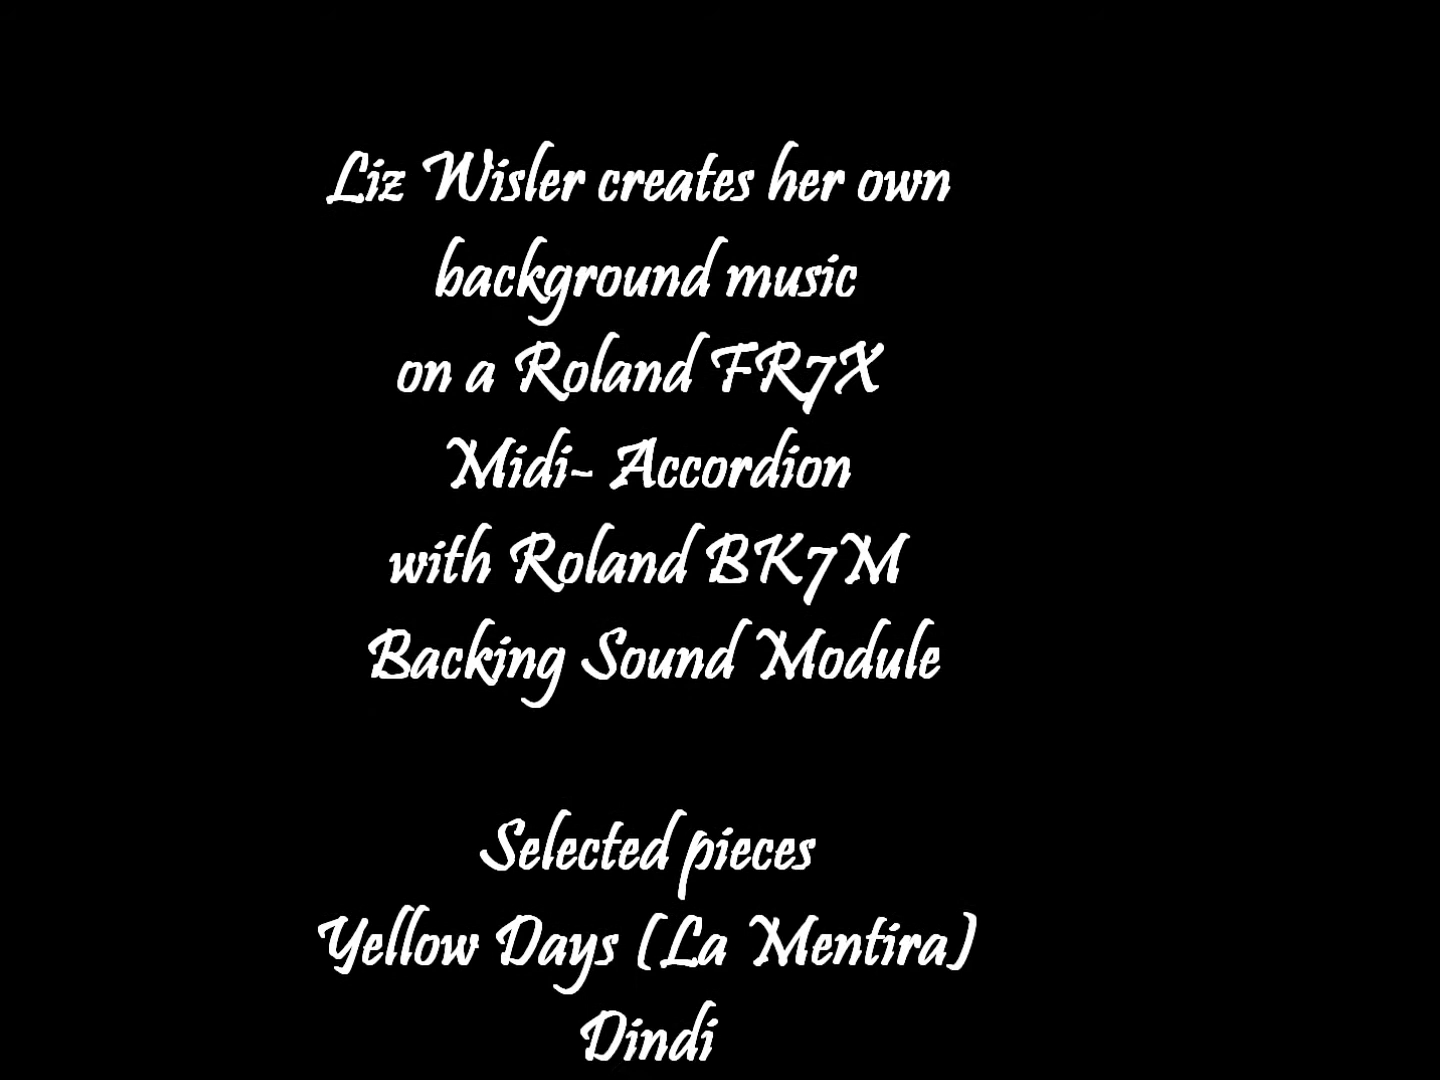 Liz Wisler creates her own
background music
on a Roland FR7X
Midi- Accordion
with Roland BK7M
Backing Sound Module
Selected pieces
Yellow Days (La Mentira)
Dindi